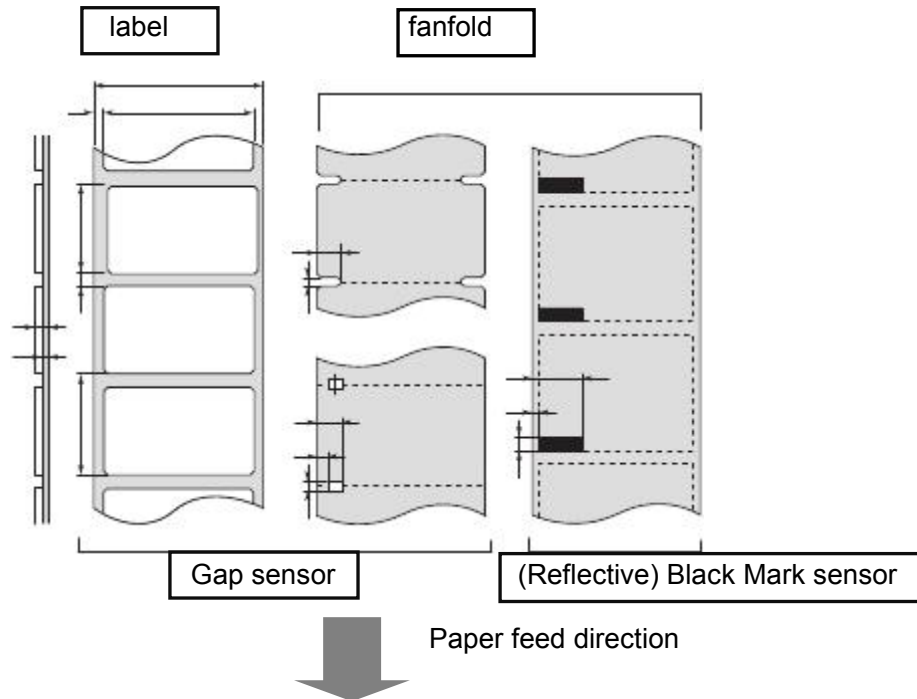 label
fanfold
Gap sensor
(Reflective) Black Mark sensor
Paper feed direction